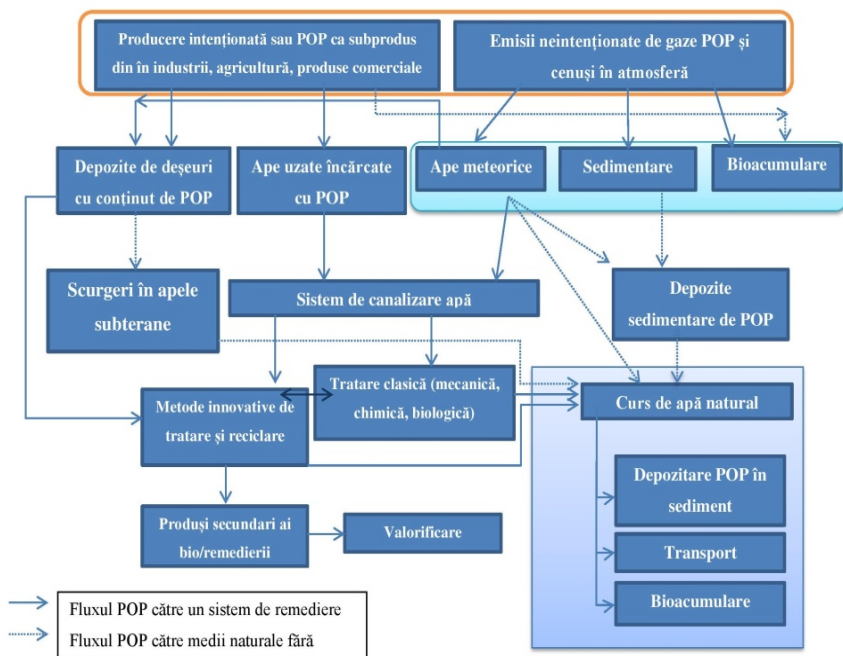 Producere intenționată sau POP ca subprodus
din în industrii, agricultură, produse comerciale
Emisii neintenționate de gaze POP și
cenuși în atmosferă
Depozite de deșeuri
cu conținut de POP
Ape uzate încărcate
cu POP
Ape meteorice
Sedimentare
Bioacumulare
Scurgeri în apele
subterane
Sistem de canalizare apă
Depozite
sedimentare de POP
Metode innovative de
tratare și reciclare
Tratare clasică (mecanică,
chimică, biologică)
Curs de apă natural
Depozitare POP în
sediment
Produși secundari ai
bio/remedierii
Valorificare
Transport
Bioacumulare
Fluxul POP către un sistem de remediere
Fluxul POP către medii naturale fără